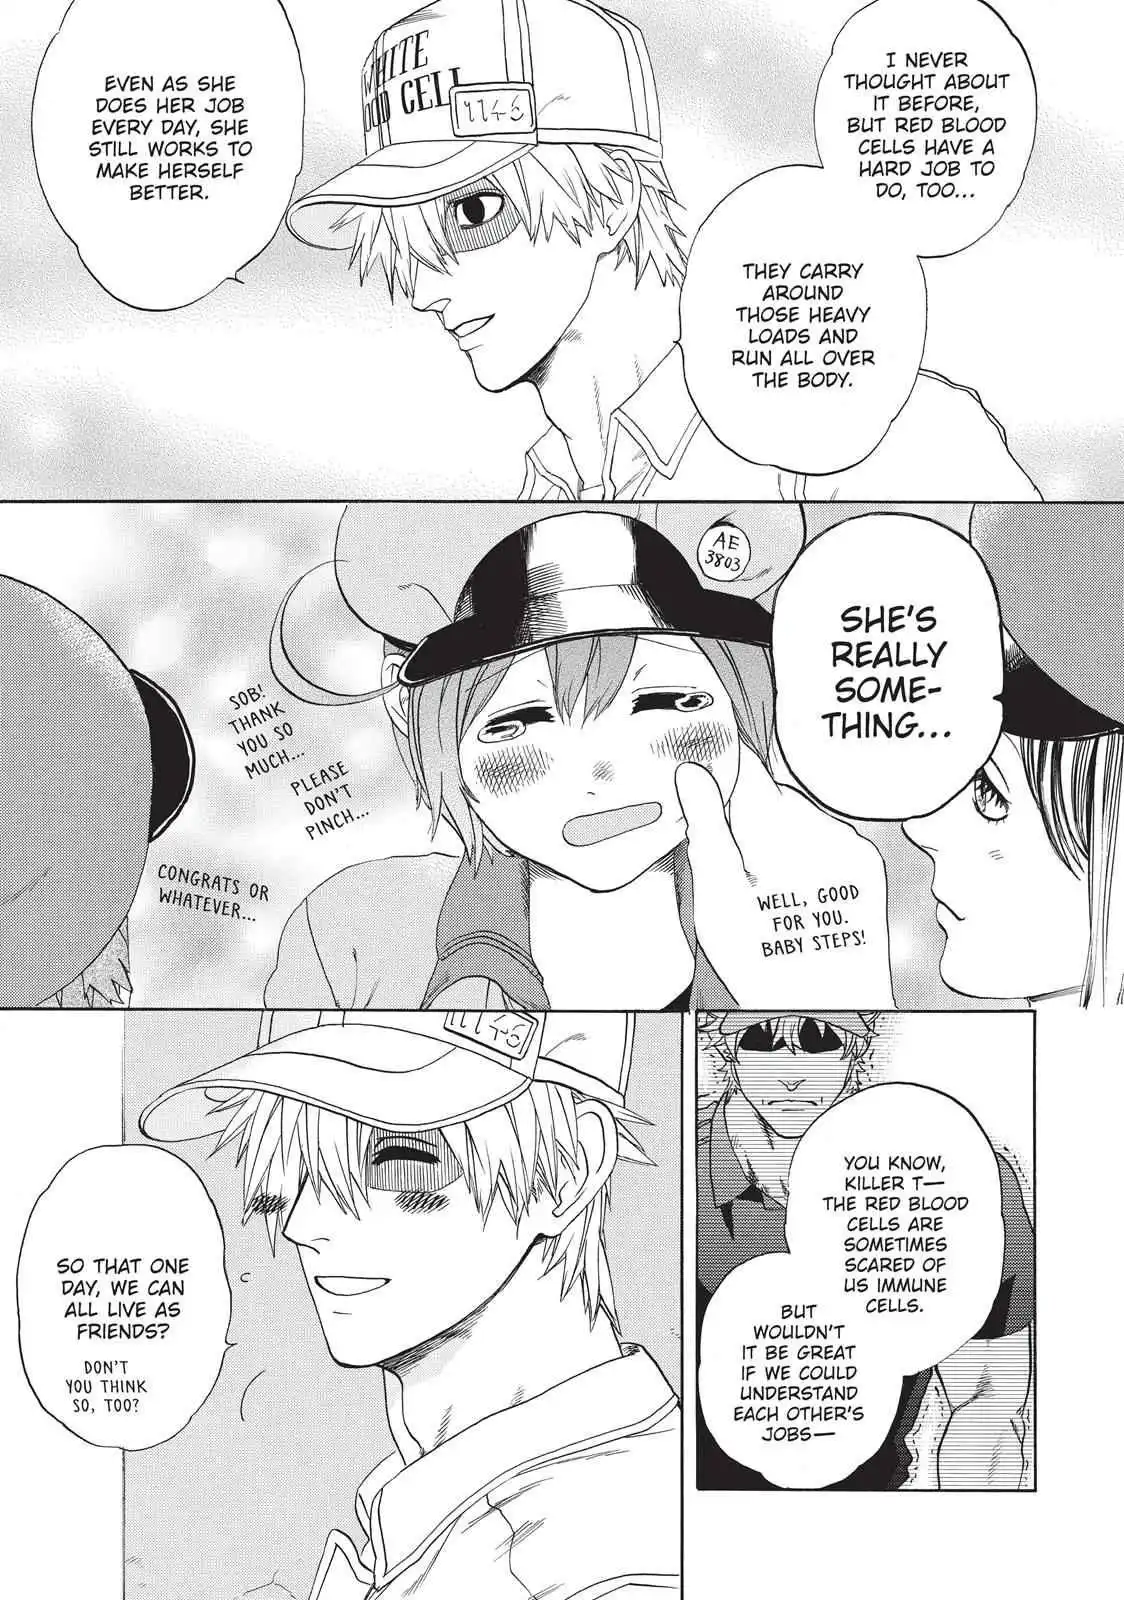 I NEVER
THOUGHT ABOUT
IT BEFORE,
BUT RED BLOOD
CELLS HAVE A
HARD JOB TO
DO, TOO...
THEY CARRY
AROUND
THOSE HEAVY
LOADS AND
RUN ALL OVER
THE BODY.
WHITE
OOD CELL
1146
EVEN AS SHE
DOES HER JOB
EVERY DAY, SHE
STILL WORKS TO
MAKE HERSELF
BETTER.
SHE'S
REALLY
SOME-
THING...
AE
3803
WELL, GOOD
FOR YOU.
BABY STEPS!
SOB!
THANK
YOU SO
MUCH...
PLEASE
DON'T
PINCH...
CONGRATS OR
WHATEVER...
YOU KNOW,
KILLER T—
THE RED BLOOD
CELLS ARE
SOMETIMES
SCARED OF
US IMMUNE
CELLS.
BUT
WOULDN'T
IT BE GREAT
IF WE COULD
UNDERSTAND
EACH OTHER'S
JOBS—
1146
SO THAT ONE
DAY, WE CAN
ALL LIVE AS
FRIENDS?
DON'T
YOU THINK
SO, TOO?